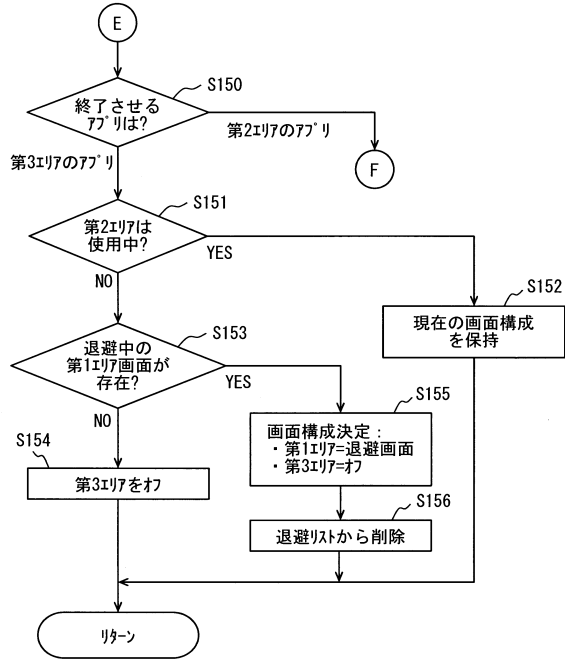 E
S150
終了させる
アプリは?
第2エリアのアプリ
第3エリアのアプリ
F
S151
第2エリアは
使用中?
YES
NO
S152
現在の画面構成
を保持
S153
退避中の
第1エリア画面が
存在?
YES
NO
S155
画面構成決定:
・第1エリア=退避画面
・第3エリア=オフ
S154
第3エリアをオフ
S156
退避リストから削除
リターン